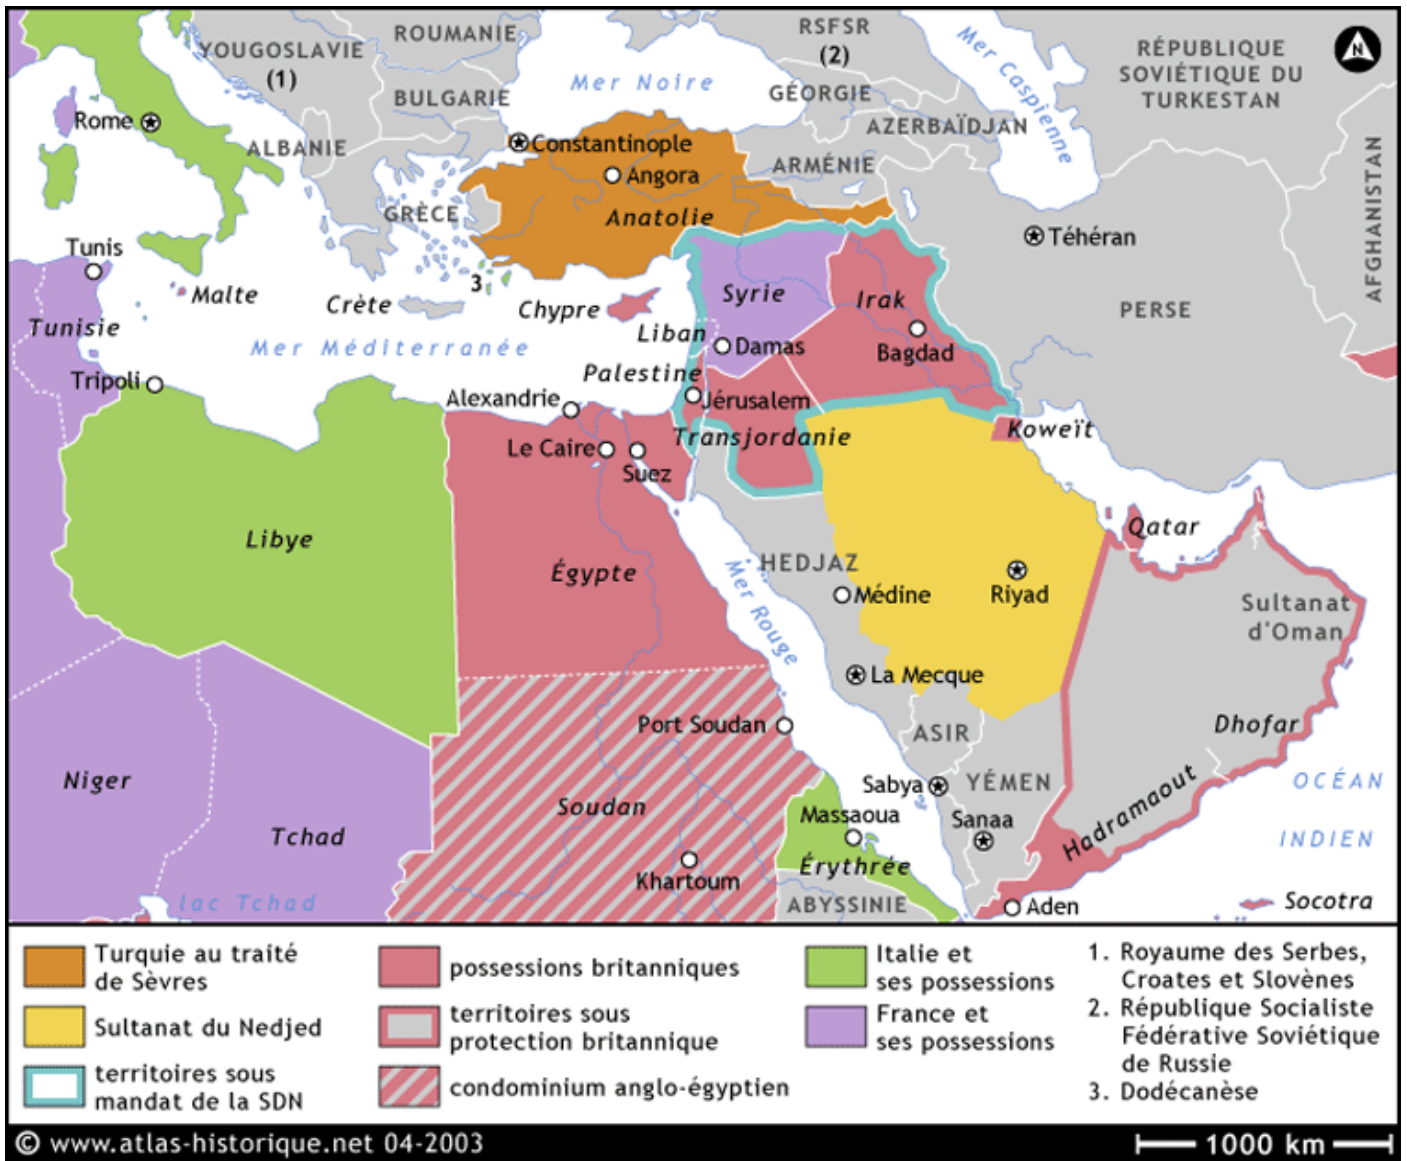 ROUMANIE
RSFSR
(2)
N
YOUGOSLAVIE
(1)
Mer Caspienne
RÉPUBLIQUE
SOVIÉTIQUE DU
TURKESTAN
Mer Noire
BULGARIE
GÉORGIE
Rome
AZERBAÏDJAN
ALBANIE
Constantinople
ARMÉNIE
Angora
AFGHANISTAN
GRÈCE
Anatolie
Téhéran
Tunis
3
Malte
Crète
Chypre
Syrie
Irak
PERSE
Tunisie
Liban
Mer Méditerranée
Damas
Bagdad
Tripoli
Palestine
Alexandrie
Jérusalem
Koweït
Transjordanie
Le Caire
Suez
Qatar
Libye
HEDJAZ
Égypte
Mer Rouge
Médine
Riyad
Sultanat
d'Oman
La Mecque
Port Soudan
ASIR
Dhofar
Niger
Sabya
YÉMEN
OCÉAN
INDIEN
Soudan
Massaoua
Sanaa
Hadramaout
Tchad
Érythrée
Khartoum
lac Tchad
ABYSSINIE
Aden
Socotra
Turquie au traité
de Sèvres
Sultanat du Nedjed
territoires sous
mandat de la SDN
possessions britanniques
territoires sous
protection britannique
condominium anglo-égyptien
Italie et
ses possessions
France et
ses possessions
1. Royaume des Serbes,
Croates et Slovènes
2. République Socialiste
Fédérative Soviétique
de Russie
3. Dodécanèse
© www.atlas-historique.net 04-2003
1000 km